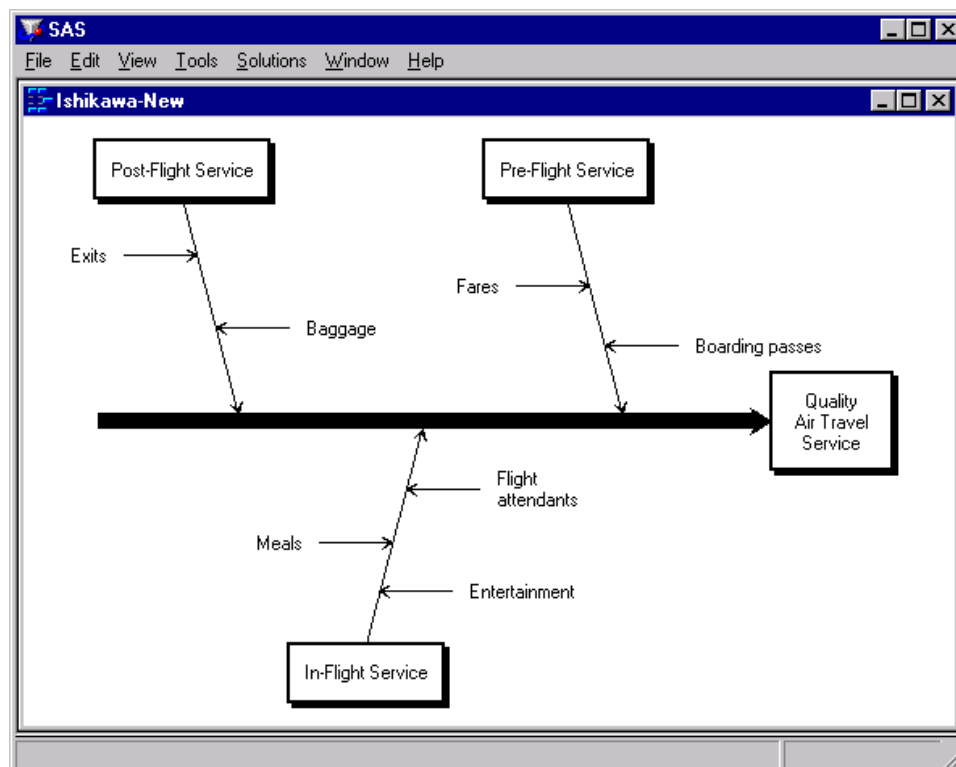 SAS
File Edit View Tools Solutions Window Help
Ishikawa-New
Post-Flight Service
Pre-Flight Service
Exits
Fares
Baggage
Boarding passes
Quality
Air Travel
Service
Flight
attendants
Meals
Entertainment
In-Flight Service